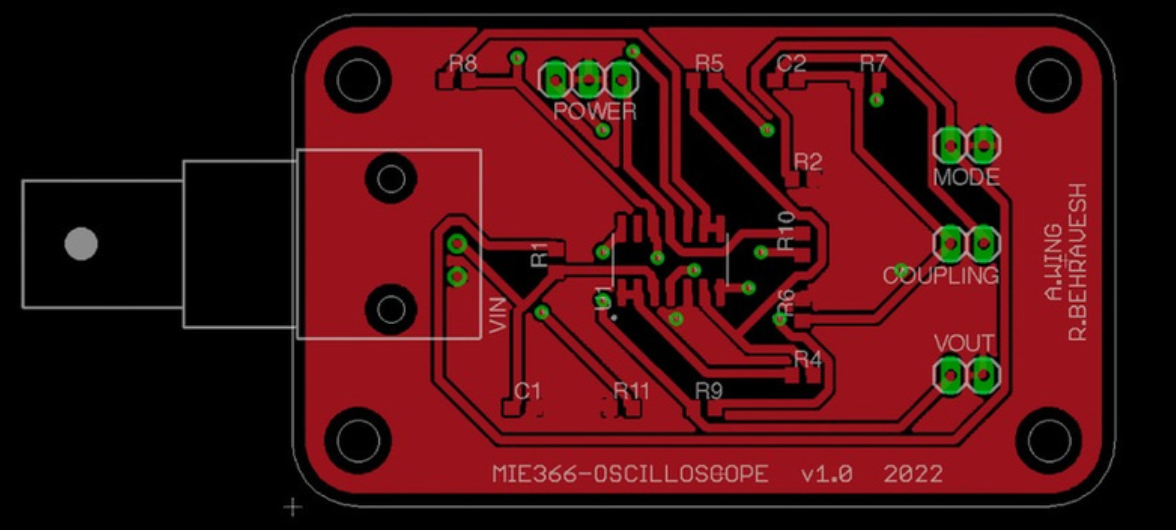 R8
POWER
R5
C2
R7
R2
MODE
R10
R1
COUPLING
VIN
U1
R6
VOUT
R4
C1
R11
R9
A.WING
R.BEHRAVESH
MIE366-OSCILLOSCOPE v1.0 2022